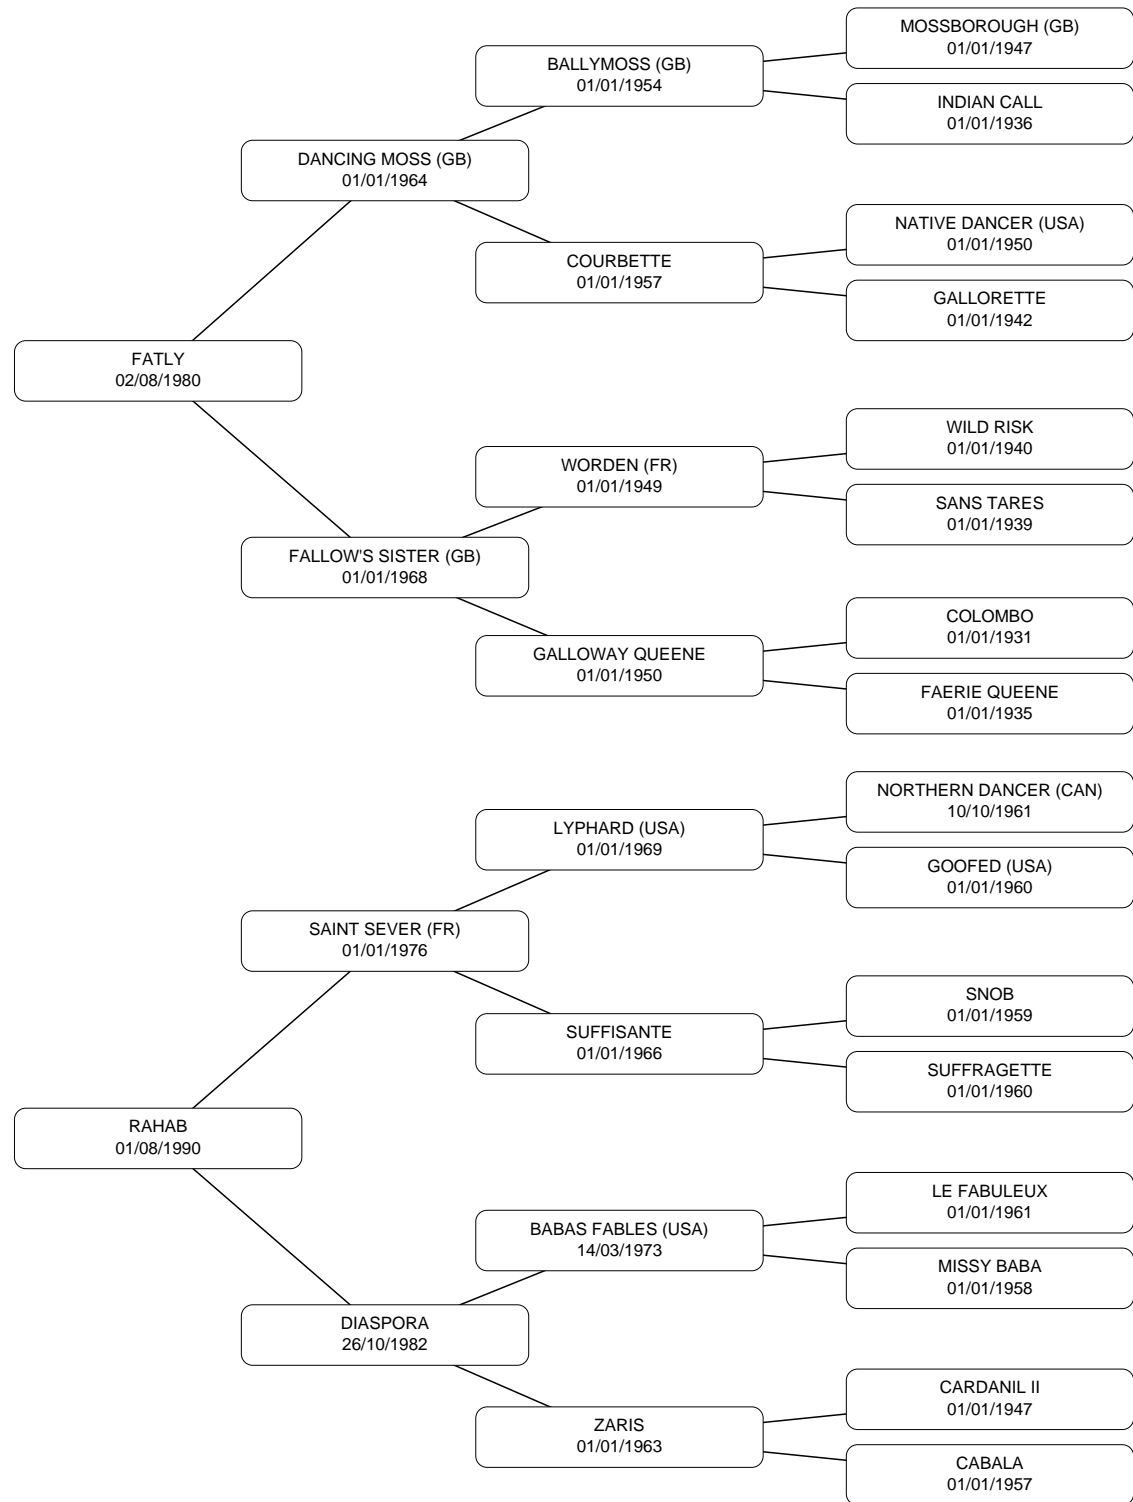 MOSSBOROUGH (GB)
01/01/1947
BALLYMOSS (GB)
01/01/1954
INDIAN CALL
01/01/1936
DANCING MOSS (GB)
01/01/1964
NATIVE DANCER (USA)
01/01/1950
COURBETTE
01/01/1957
GALLORETTE
01/01/1942
FATLY
02/08/1980
WILD RISK
01/01/1940
WORDEN (FR)
01/01/1949
SANS TARES
01/01/1939
FALLOW'S SISTER (GB)
01/01/1968
COLOMBO
01/01/1931
GALLOWAY QUEENE
01/01/1950
FAERIE QUEENE
01/01/1935
NORTHERN DANCER (CAN)
10/10/1961
LYPHARD (USA)
01/01/1969
GOOFED (USA)
01/01/1960
SAINT SEVER (FR)
01/01/1976
SNOB
01/01/1959
SUFFISANTE
01/01/1966
SUFFRAGETTE
01/01/1960
RAHAB
01/08/1990
LE FABULEUX
01/01/1961
BABAS FABLES (USA)
14/03/1973
MISSY BABA
01/01/1958
DIASPORA
26/10/1982
CARDANIL II
01/01/1947
ZARIS
01/01/1963
CABALA
01/01/1957